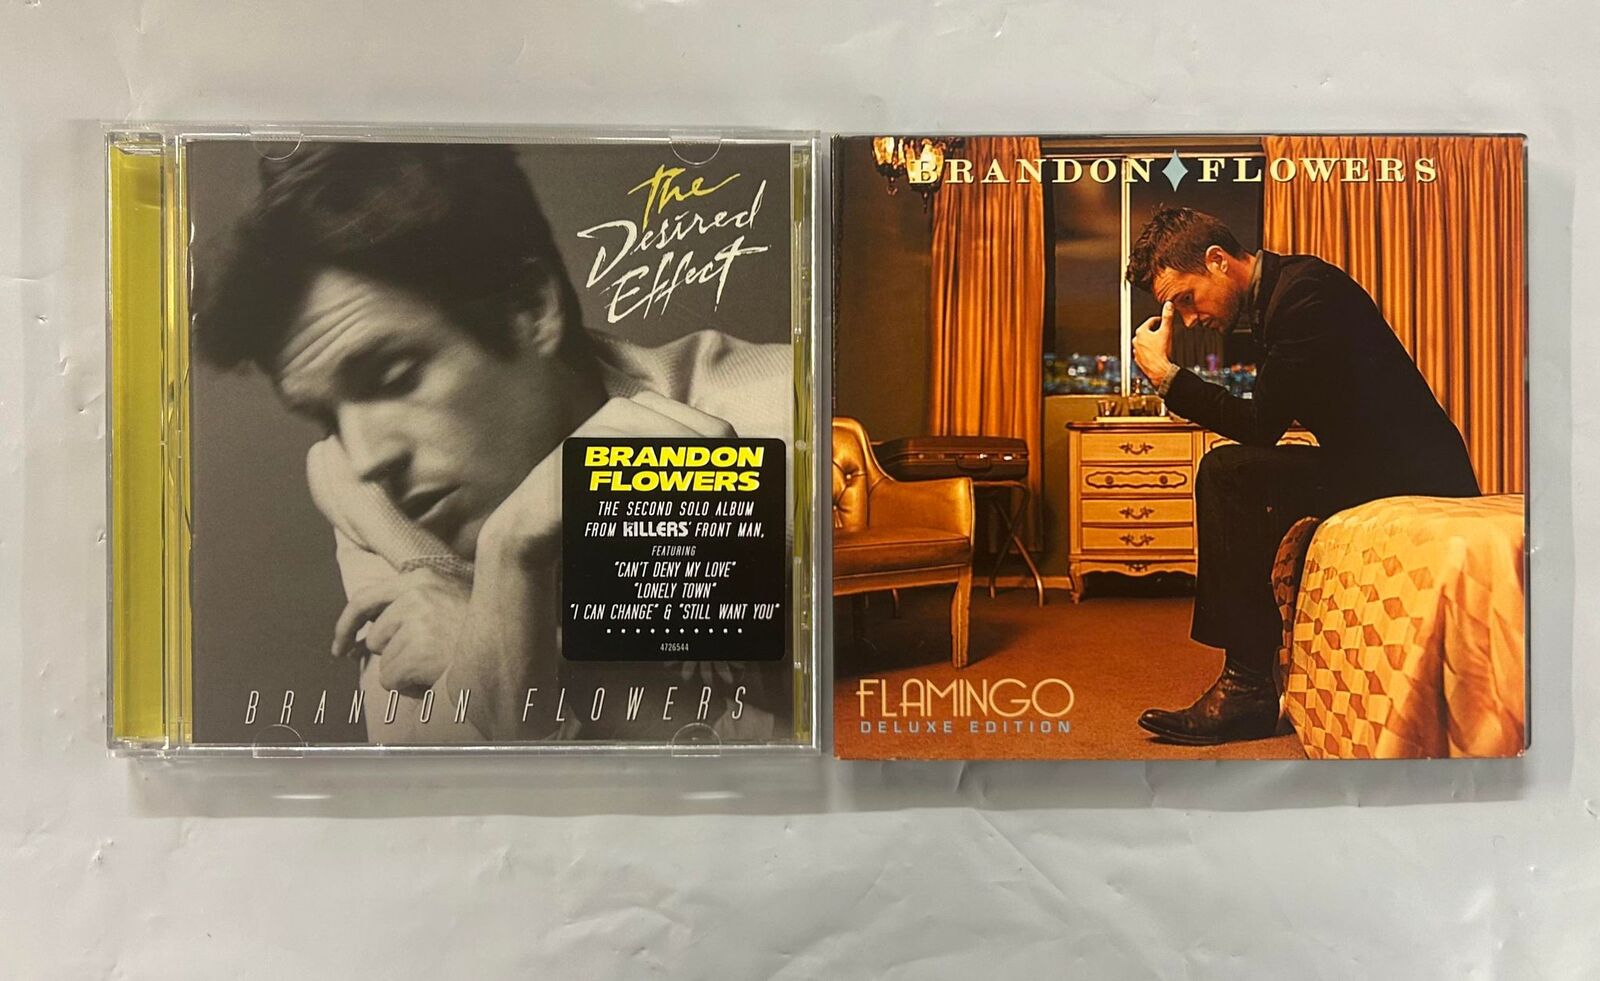 The
Desired
Effect
BRANDON
FLOWERS
THE SECOND SOLO ALBUM
FROM THE KILLERS' FRONT MAN,
FEATURING
"CAN'T DENY MY LOVE"
"LONELY TOWN"
"I CAN CHANGE" & "STILL WANT YOU"
4726544
BRANDON FLOWERS
BRANDON FLOWERS
FLAMINGO
DELUXE EDITION